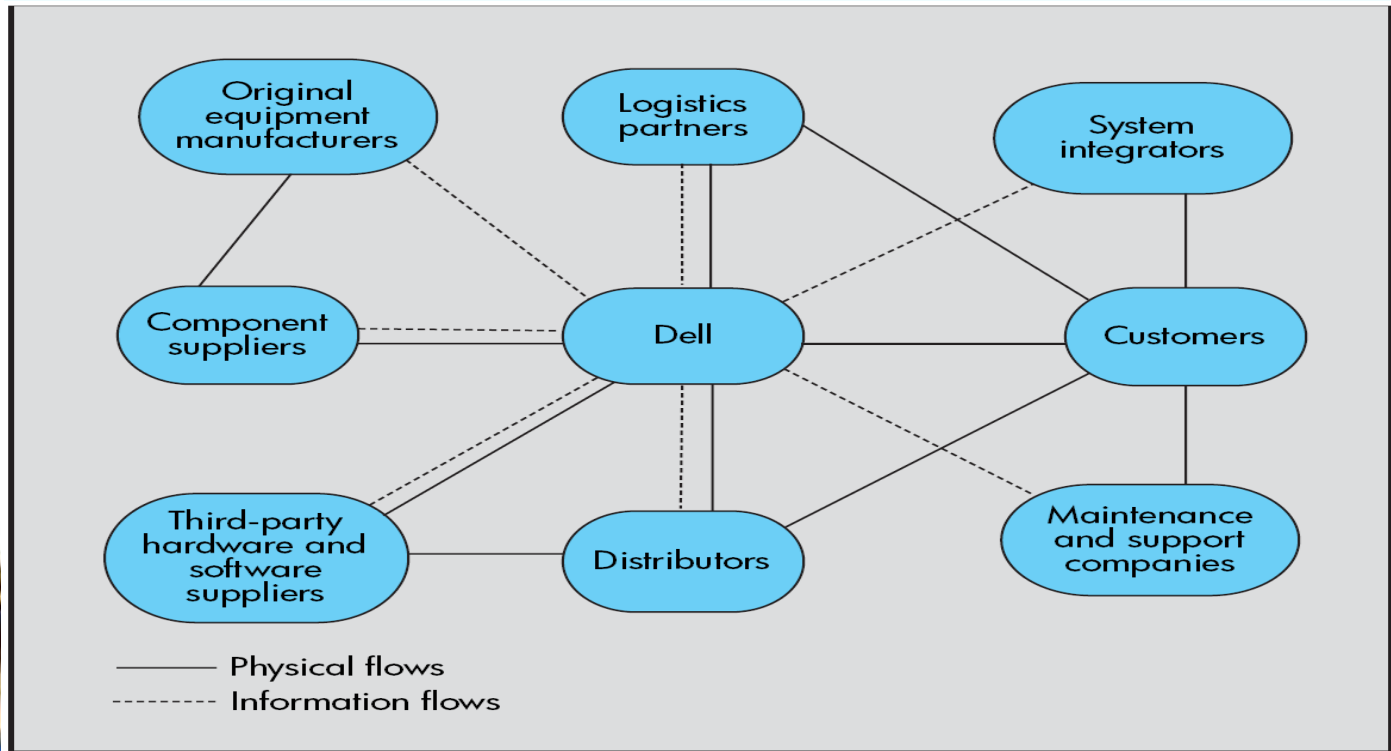 Original
equipment
manufacturers
Logistics
partners
System
integrators
Component
suppliers
Dell
Customers
Third-party
hardware and
software
suppliers
Distributors
Maintenance
and support
companies
Physical flows
Information flows